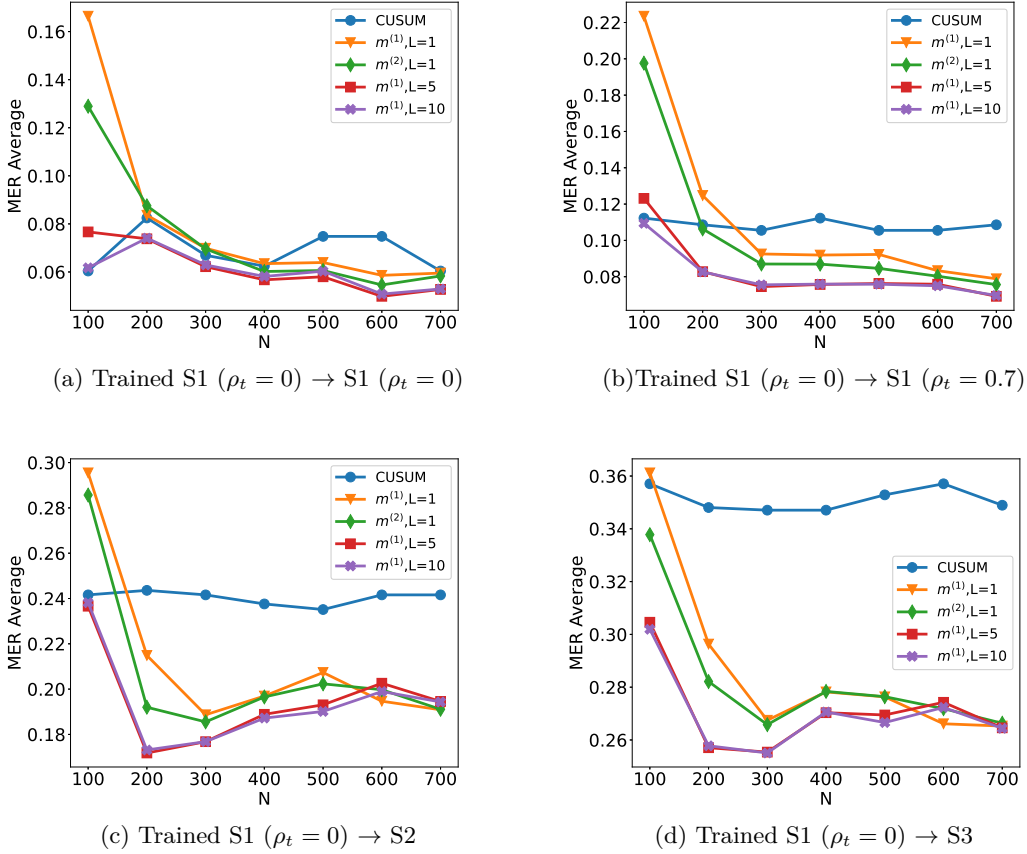 CUSUM
m^(1),L=1
m^(2),L=1
m^(1),L=5
m^(1),L=10
MER Average
0.16
0.14
0.12
0.10
0.08
0.06
100 200 300 400 500 600 700
N
(a) Trained S1 (ρt = 0) → S1 (ρt = 0)
CUSUM
m^(1),L=1
m^(2),L=1
m^(1),L=5
m^(1),L=10
MER Average
0.22
0.20
0.18
0.16
0.14
0.12
0.10
0.08
100 200 300 400 500 600 700
N
(b)Trained S1 (ρt = 0) → S1 (ρt = 0.7)
CUSUM
m^(1),L=1
m^(2),L=1
m^(1),L=5
m^(1),L=10
MER Average
0.30
0.28
0.26
0.24
0.22
0.20
0.18
100 200 300 400 500 600 700
N
(c) Trained S1 (ρt = 0) → S2
CUSUM
m^(1),L=1
m^(2),L=1
m^(1),L=5
m^(1),L=10
MER Average
0.36
0.34
0.32
0.30
0.28
0.26
100 200 300 400 500 600 700
N
(d) Trained S1 (ρt = 0) → S3